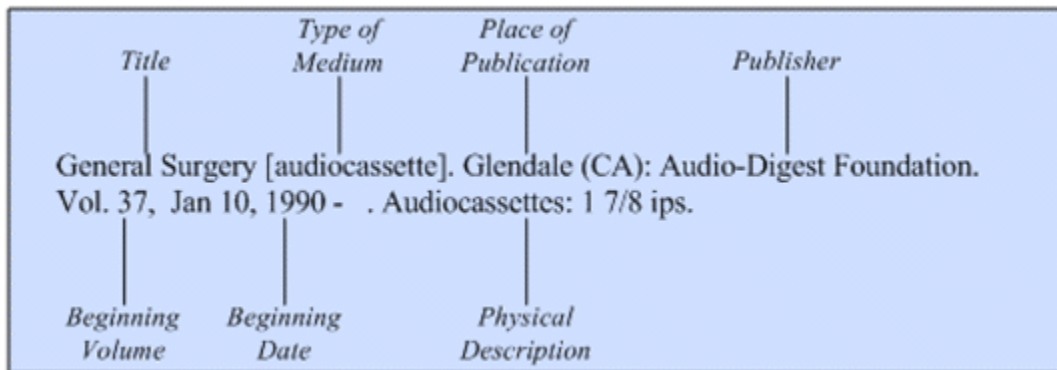 Type of Place of
Title Medium Publication Publisher
General Surgery [audiocassette]. Glendale (CA): Audio-Digest Foundation.
Vol. 37, Jan 10, 1990 - . Audiocassettes: 1 7/8 ips.
Beginning Beginning Physical
Volume Date Description